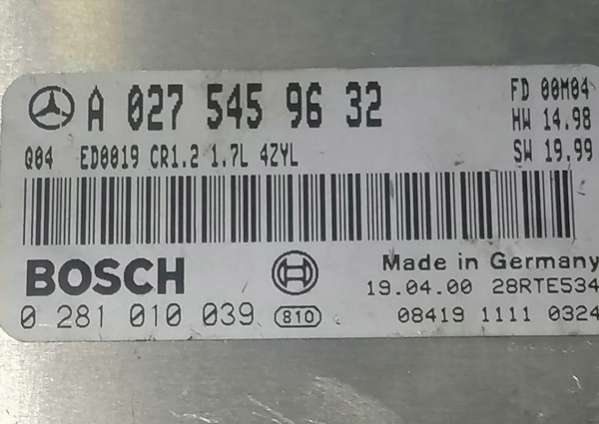 A 027 545 96 32 FD 00M04
HW 14.98
Q04 ED0019 CR1.2 1.7L 4ZYL SW 19.99
BOSCH Made in Germany
19.04.00 28RTE534
0 281 010 039 810 08419 1111 0324